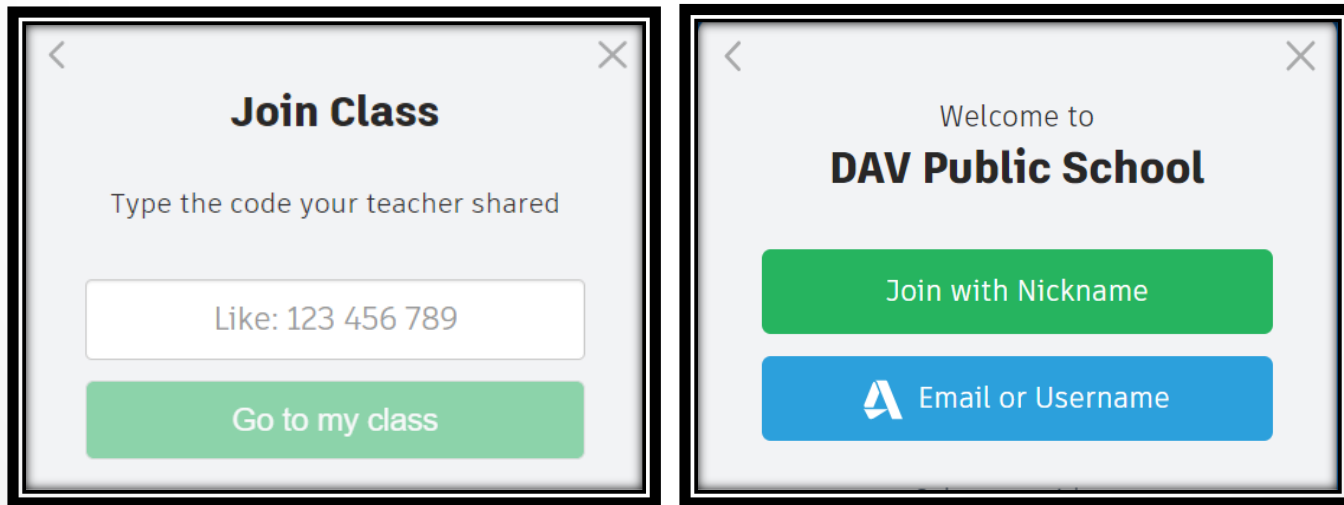 Join Class
Type the code your teacher shared
Like: 123 456 789
Go to my class
Welcome to
DAV Public School
Join with Nickname
Email or Username